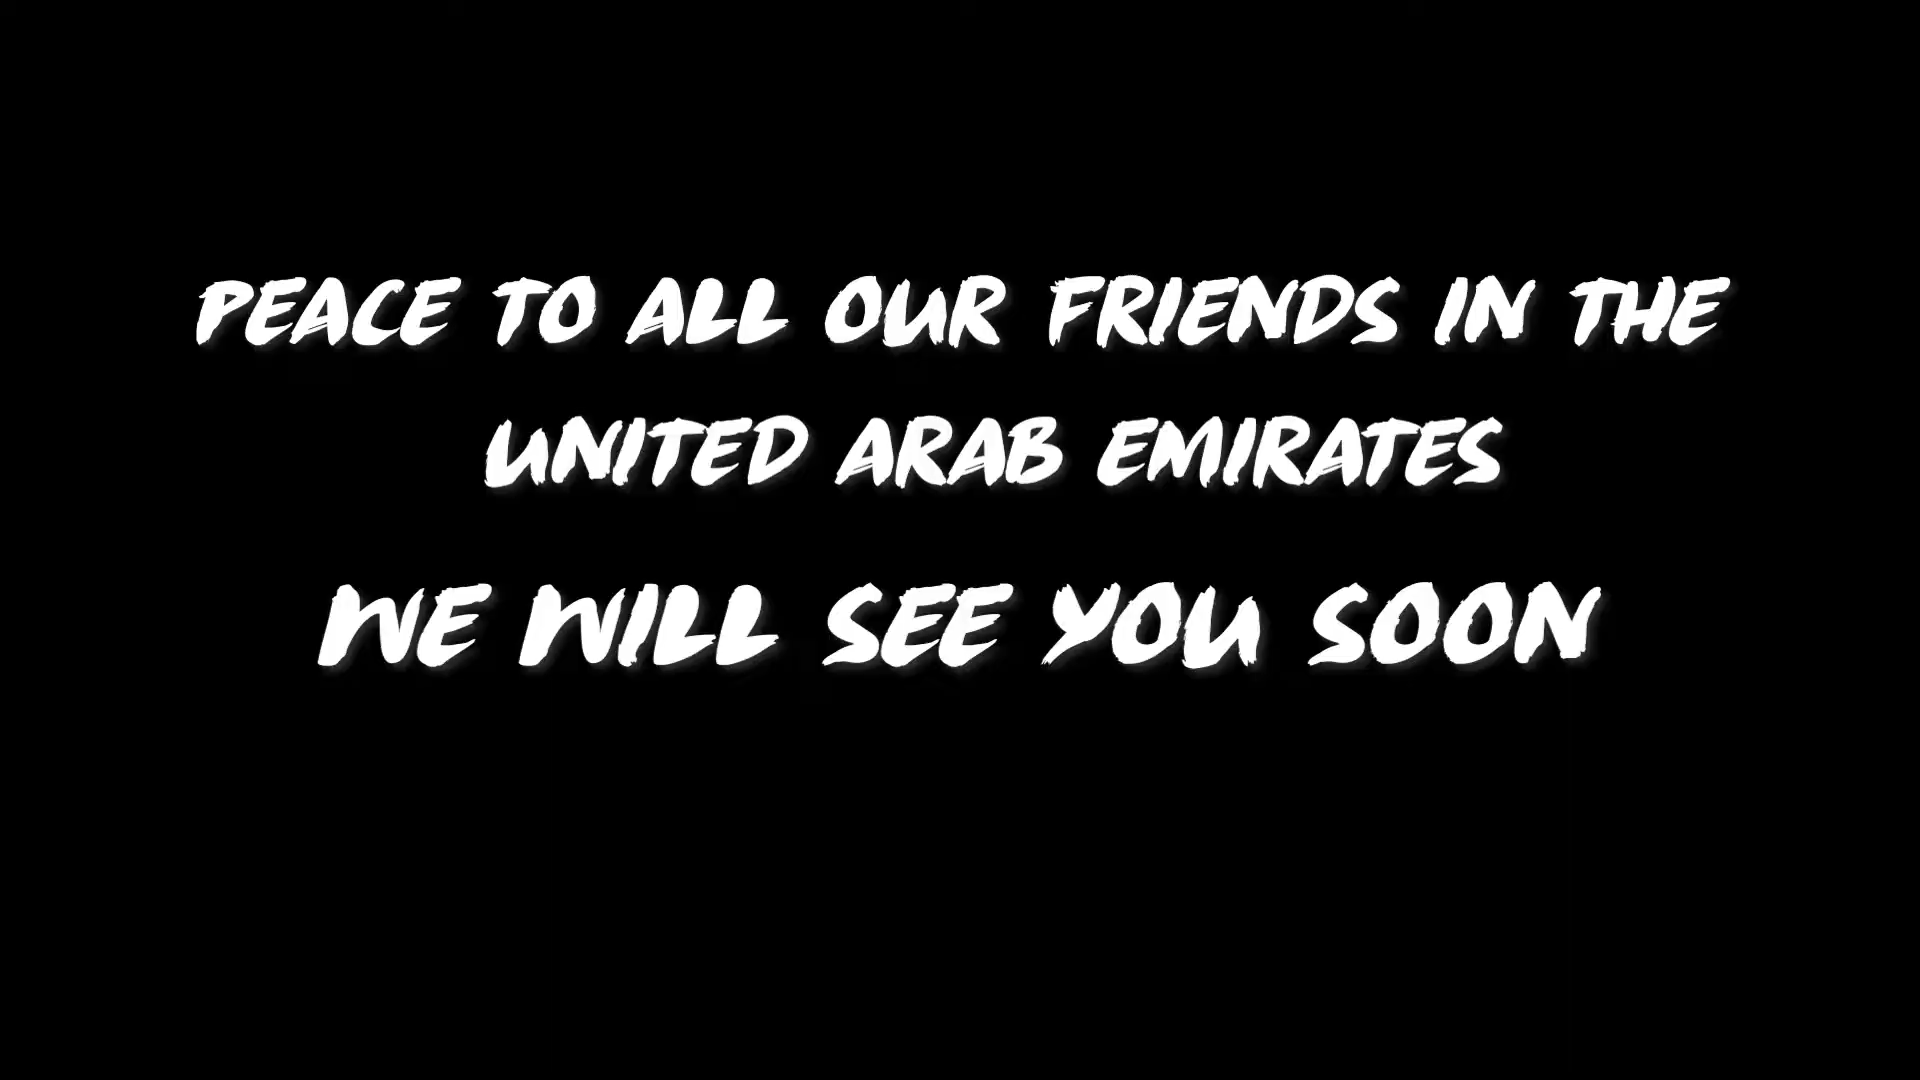 PEACE TO ALL OUR FRIENDS IN THE
UNITED ARAB EMIRATES
WE WILL SEE YOU SOON